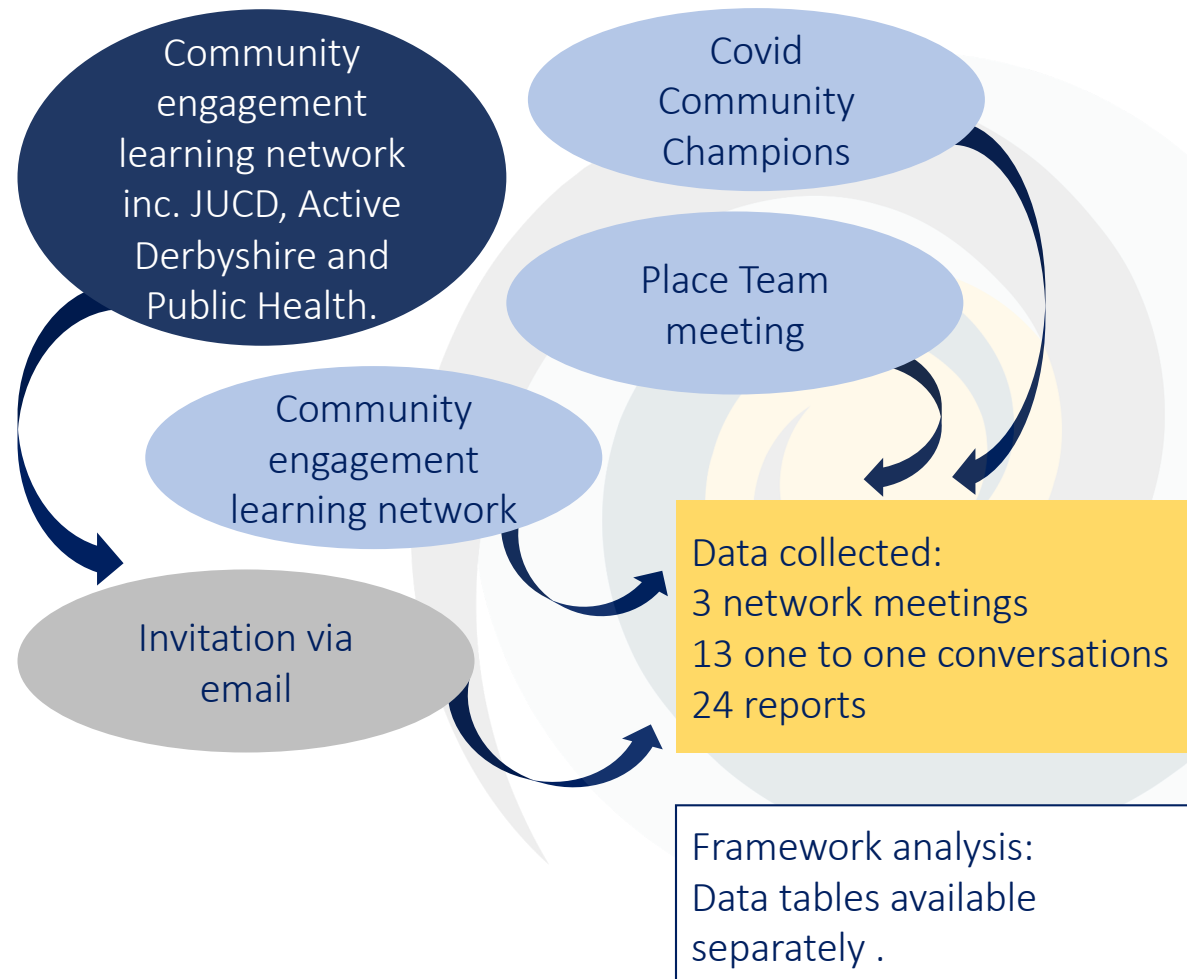 Community
engagement
learning network
inc. JUCD, Active
Derbyshire and
Public Health.
Covid
Community
Champions
Place Team
meeting
Community
engagement
learning network
Invitation via
email
Data collected:
3 network meetings
13 one to one conversations
24 reports
Framework analysis:
Data tables available
separately .